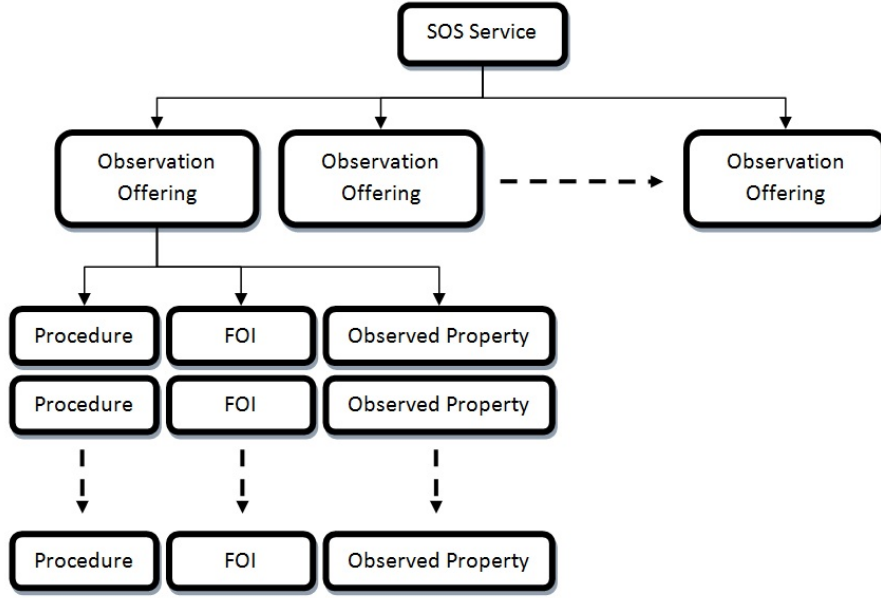 SOS Service
Observation
Offering
Observation
Offering
Observation
Offering
Procedure
FOI
Observed Property
Procedure
FOI
Observed Property
Procedure
FOI
Observed Property